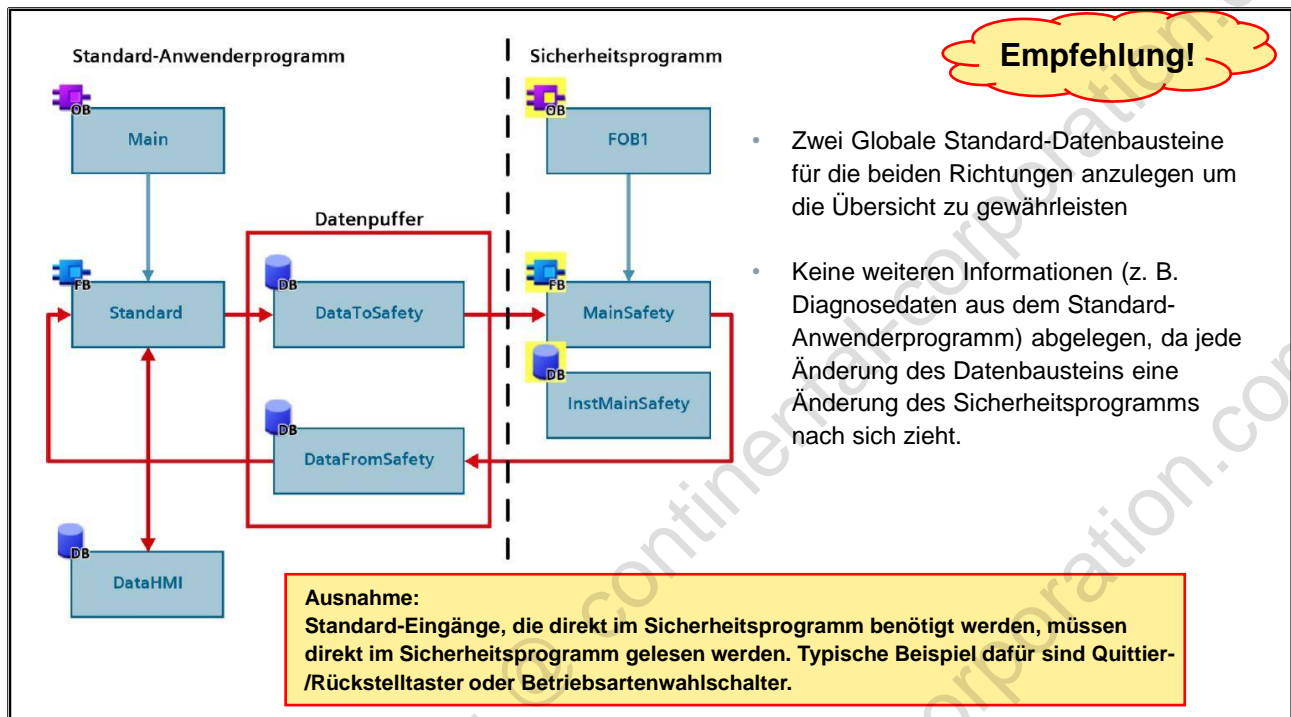 Standard-Anwenderprogramm
Sicherheitsprogramm
Empfehlung!
OB
Main
OB
FOB1
Datenpuffer
FB
Standard
DB
DataToSafety
FB
MainSafety
DB
InstMainSafety
DB
DataFromSafety
DB
DataHMI
• Zwei Globale Standard-Datenbausteine
für die beiden Richtungen anzulegen um
die Übersicht zu gewährleisten
• Keine weiteren Informationen (z. B.
Diagnosedaten aus dem Standard-
Anwenderprogramm) abgelegen, da jede
Änderung des Datenbausteins eine
Änderung des Sicherheitsprogramms
nach sich zieht.
Ausnahme:
Standard-Eingänge, die direkt im Sicherheitsprogramm benötigt werden, müssen
direkt im Sicherheitsprogramm gelesen werden. Typische Beispiel dafür sind Quittier-
/Rückstelltaster oder Betriebsartenwahlschalter.
@ continental-corporation.
corporation.com